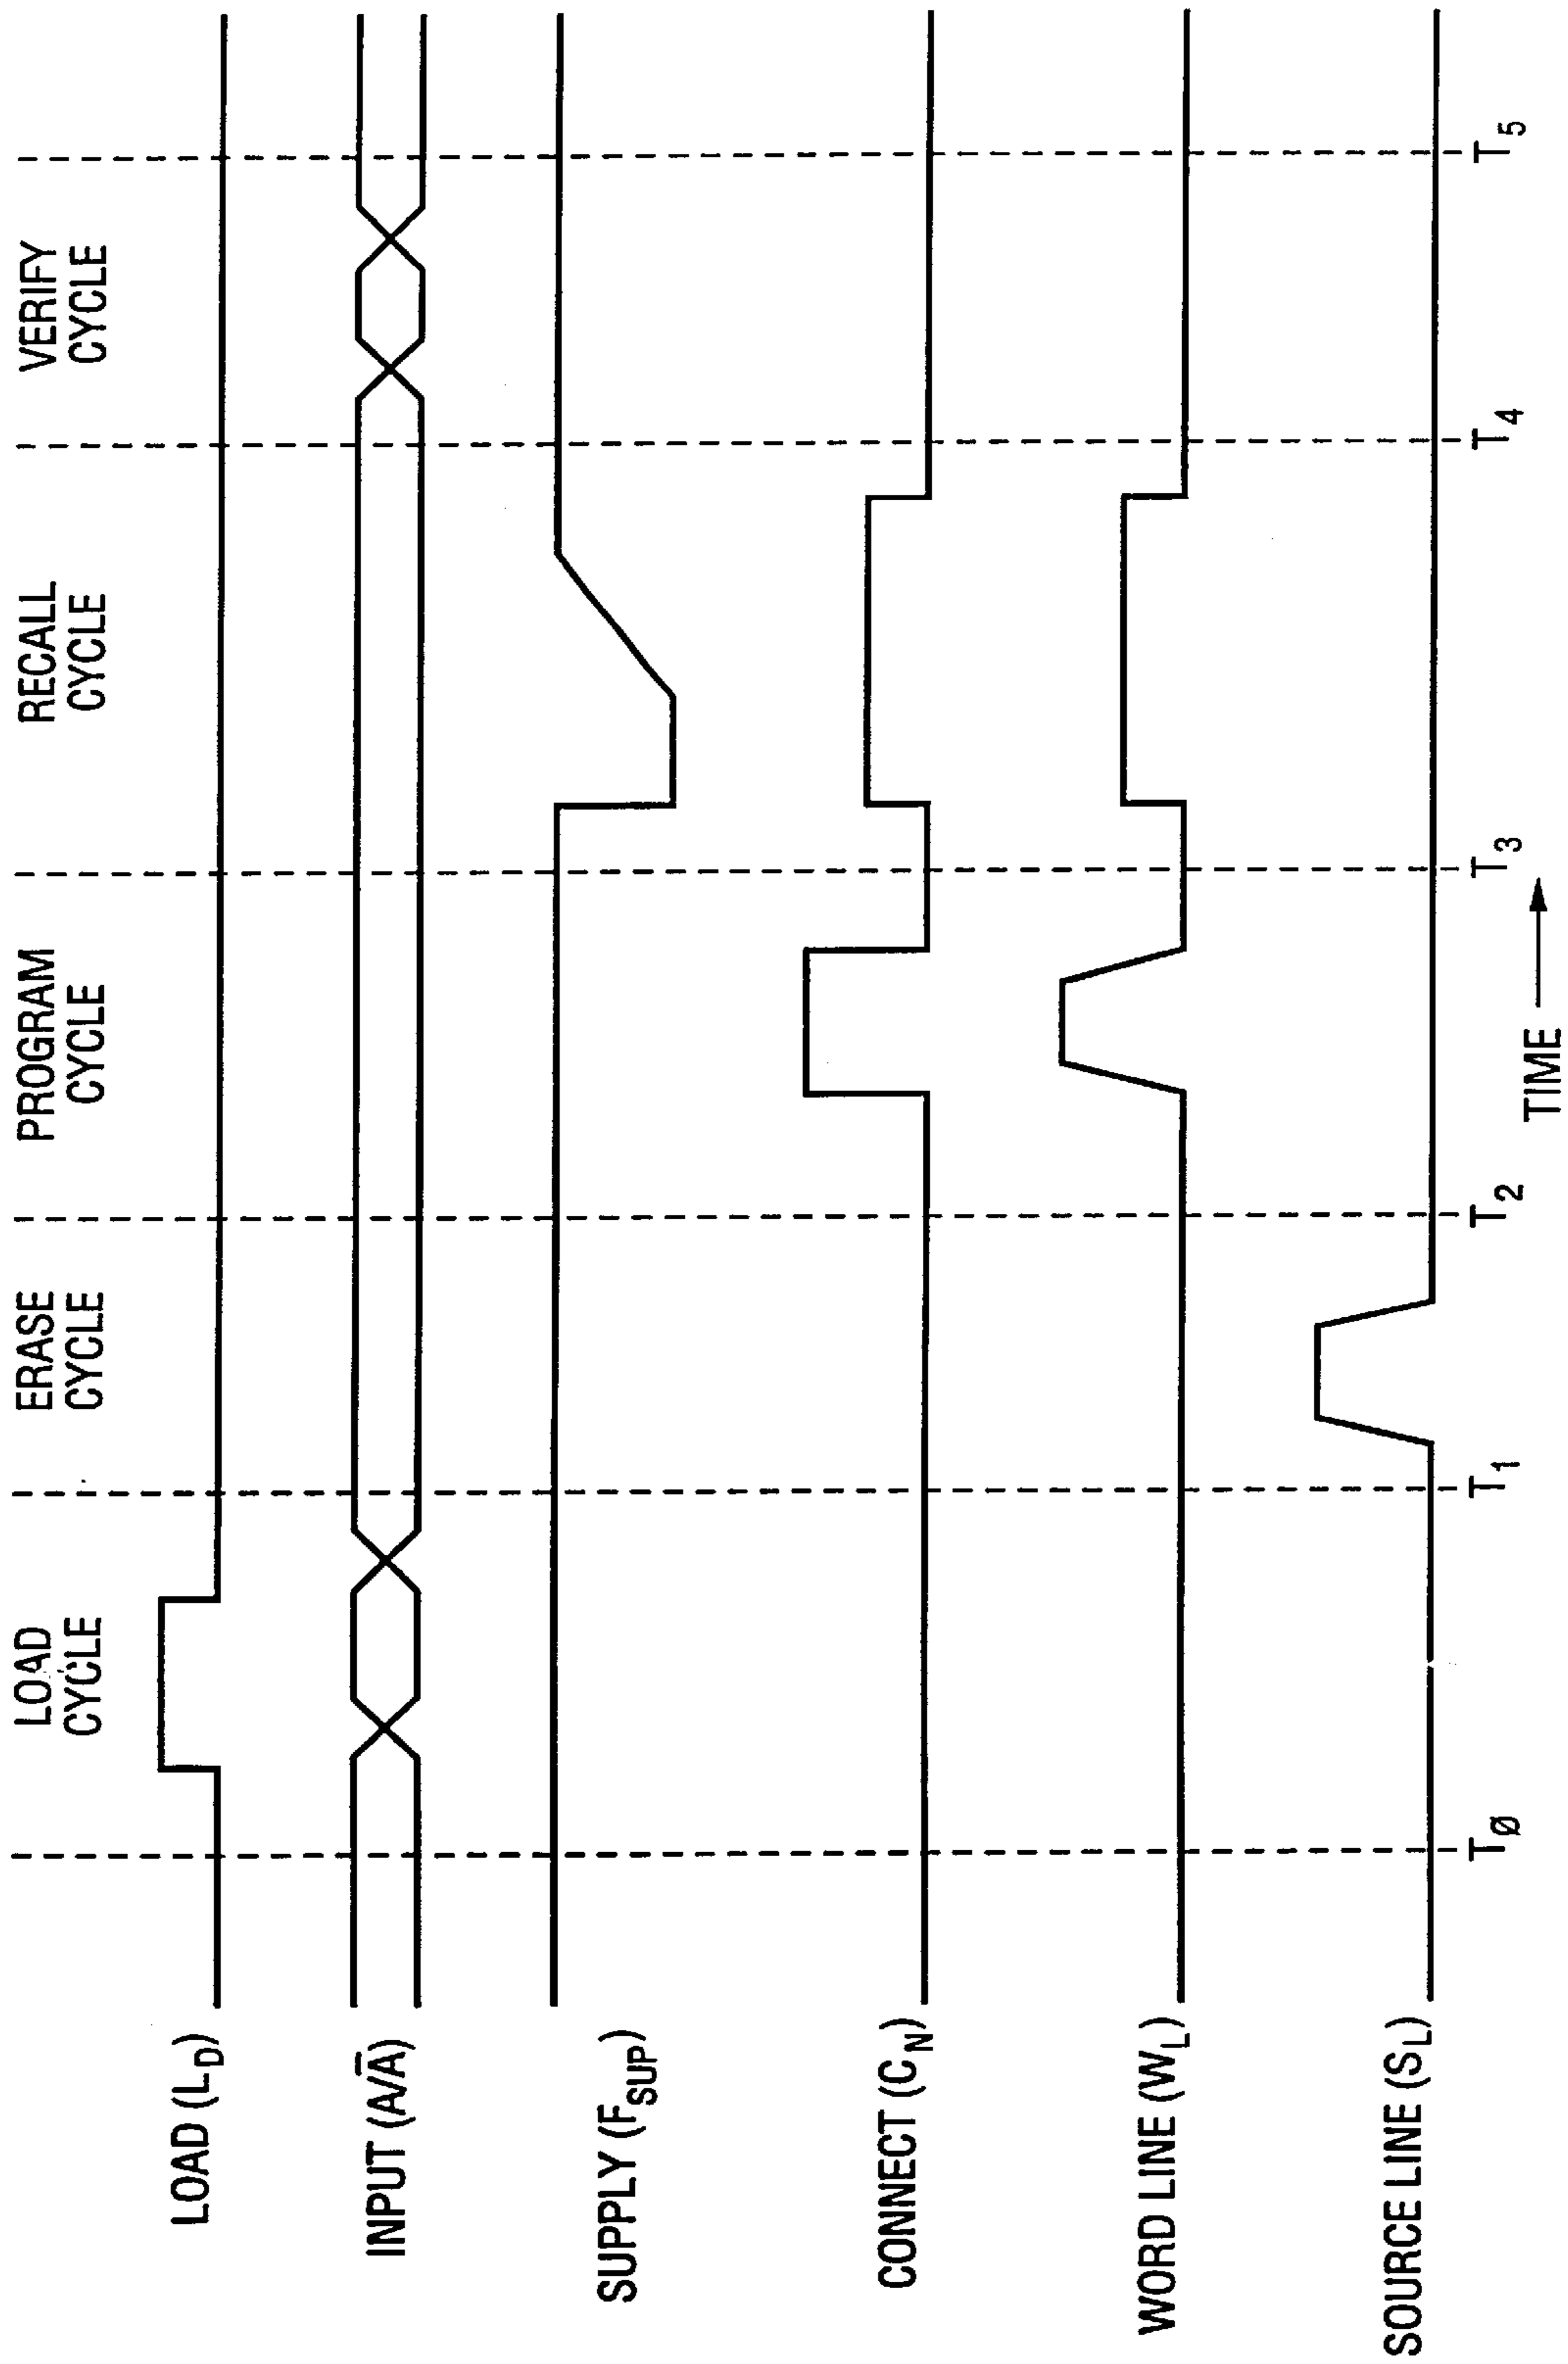 LOAD
CYCLE
ERASE
CYCLE
PROGRAM
CYCLE
RECALL
CYCLE
VERIFY
CYCLE
LOAD (L_D)
INPUT (A/A̅)
SUPPLY (F_SUP)
CONNECT (C_N)
WORD LINE (W_L)
SOURCE LINE (S_L)
T_Ø
T_1
T_2
T_3
T_4
T_5
TIME →